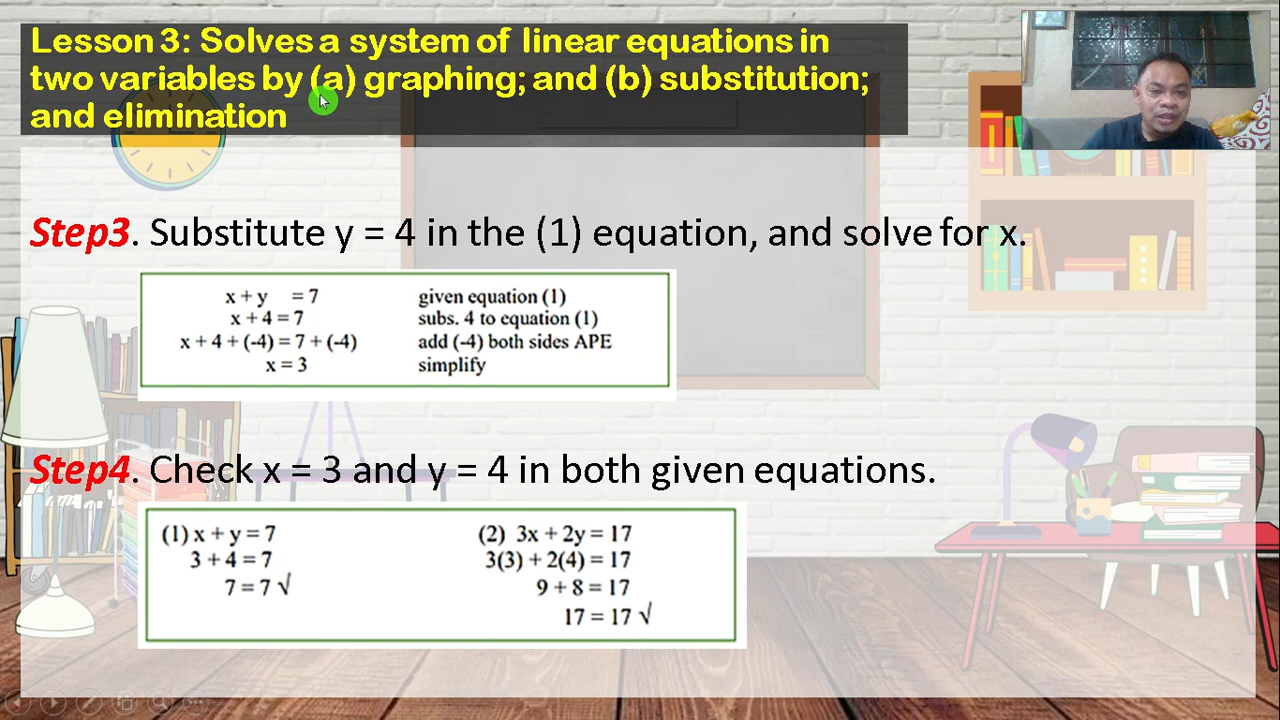 Lesson 3: Solves a system of linear equations in
two variables by (a) graphing; and (b) substitution;
and elimination
Step3. Substitute y = 4 in the (1) equation, and solve for x.
x + y = 7 given equation (1)
x + 4 = 7 subs. 4 to equation (1)
x + 4 + (-4) = 7 + (-4) add (-4) both sides APE
x = 3 simplify
Step4. Check x = 3 and y = 4 in both given equations.
(1) x + y = 7 (2) 3x + 2y = 17
3 + 4 = 7 3(3) + 2(4) = 17
7 = 7 √ 9 + 8 = 17
17 = 17 √